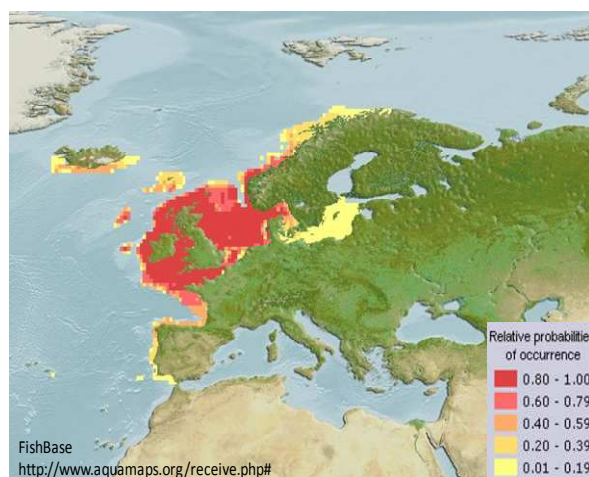 Relative probabilitie
of occurrence
0.80 - 1.00
0.60 - 0.79
0.40 - 0.59
0.20 - 0.39
0.01 - 0.19
FishBase
http://www.aquamaps.org/receive.php#